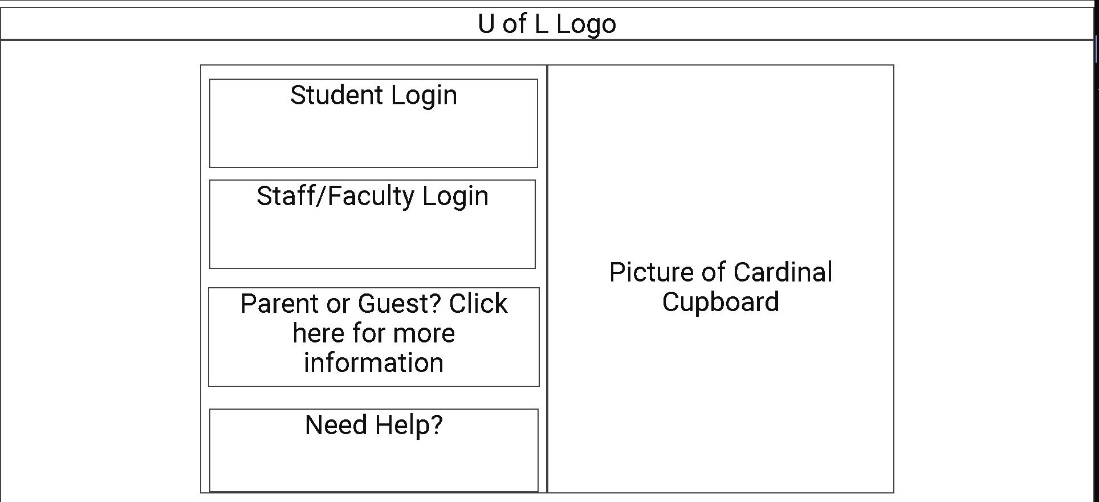 U of L Logo
Student Login
Staff/Faculty Login
Parent or Guest? Click
here for more
information
Need Help?
Picture of Cardinal
Cupboard